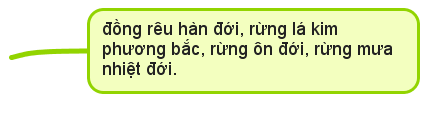 đồng rêu hàn đới, rừng lá kim
phương bắc, rừng ôn đới, rừng mưa
nhiệt đới.